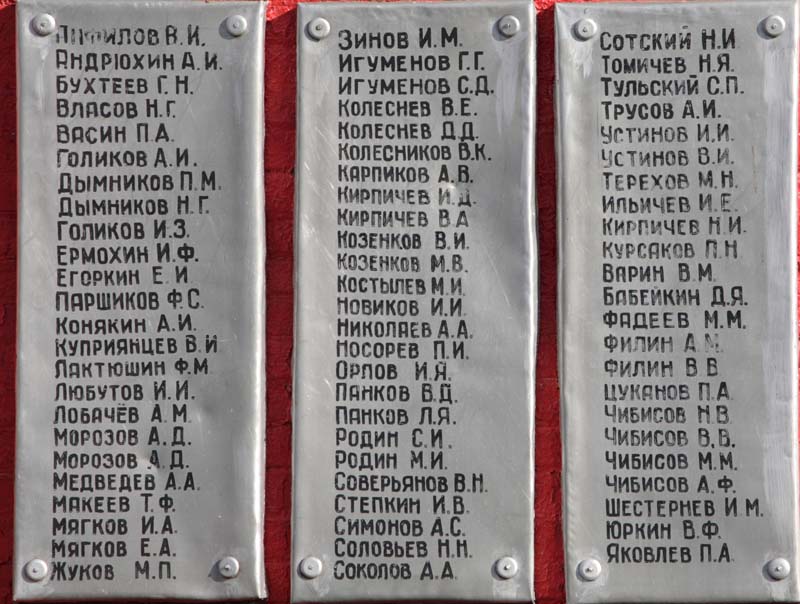 Анфилов В.И.
Андрюхин А.И.
Бухтеев Г.Н.
Власов Н.Г.
Васин П.А.
Голиков А.И.
Дымников П.М.
Дымников Н.Г.
Голиков И.З.
Ермохин И.Ф.
Егоркин Е.И
Паршиков Ф.С.
Конякин А.И.
Куприянцев В.И
Лактюшин Ф.М
Любутов И.И.
Лобачёв А.М.
Морозов А.Д.
Морозов А.Д.
Медведев А.А.
Макеев Т.Ф.
Мягков И.А.
Мягков Е.А.
Жуков М.П.
Зинов И.М.
Игуменов Г.Г.
Игуменов С.Д.
Колеснев В.Е.
Колеснев Д.Д.
Колесников В.К.
Карпиков А.В.
Кирпичев И.Д.
Кирпичев В.А
Козенков В.И.
Козенков М.В.
Костылев М.И.
Новиков И.И.
Николаев А.А.
Носорев П.И.
Орлов И.Я.
Панков В.Д.
Панков Л.Я.
Родин С.И.
Родин М.И.
Соверьянов В.Н.
Степкин И.В.
Симонов А.С.
Соловьев Н.Н.
Соколов А.А.
Сотский Н.И
Томичев Н.Я.
Тульский С.П.
Трусов А.И.
Устинов И.И.
Устинов В.И.
Терехов М.Н.
Ильичев И.Е.
Кирпичев Н.И.
Курсаков П.Н
Варин В.М.
Бабейкин Д.Я.
Фадеев М.М.
Филин А.М.
Филин В.В
Цуканов П.А.
Чибисов Н.В.
Чибисов В.В.
Чибисов М.М.
Чибисов А.Ф.
Шестернев И.М.
Юркин В.Ф.
Яковлев П.А.